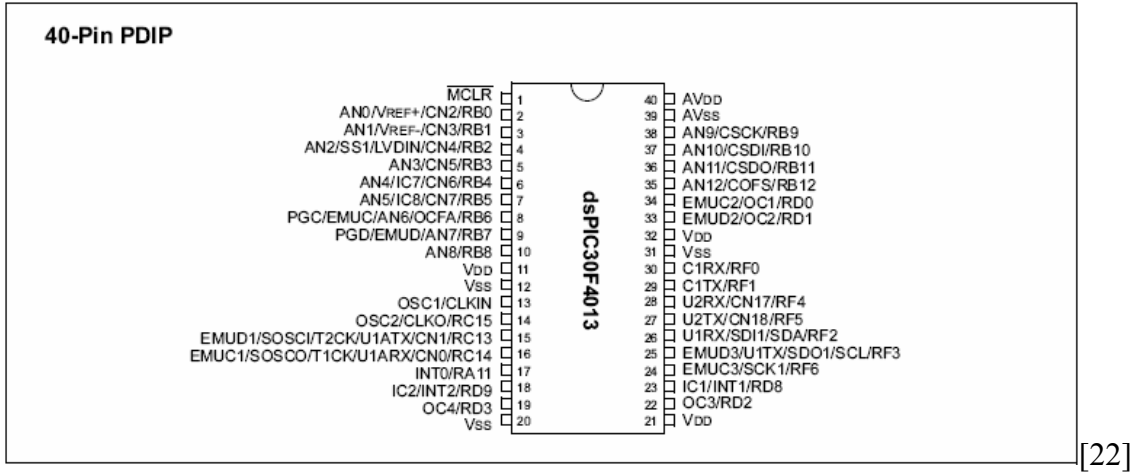 40-Pin PDIP
MCLR 1
AN0/VREF+/CN2/RB0 2
AN1/VREF-/CN3/RB1 3
AN2/SS1/LVDIN/CN4/RB2 4
AN3/CN5/RB3 5
AN4/IC7/CN6/RB4 6
AN5/IC8/CN7/RB5 7
PGC/EMUC/AN6/OCFA/RB6 8
PGD/EMUD/AN7/RB7 9
AN8/RB8 10
VDD 11
VSS 12
OSC1/CLKIN 13
OSC2/CLKO/RC15 14
EMUD1/SOSCI/T2CK/U1ATX/CN1/RC13 15
EMUC1/SOSCO/T1CK/U1ARX/CN0/RC14 16
INT0/RA11 17
IC2/INT2/RD9 18
OC4/RD3 19
VSS 20
dsPIC30F4013
40 AVDD
39 AVSS
38 AN9/CSCK/RB9
37 AN10/CSDI/RB10
36 AN11/CSDO/RB11
35 AN12/COFS/RB12
34 EMUC2/OC1/RD0
33 EMUD2/OC2/RD1
32 VDD
31 VSS
30 C1RX/RF0
29 C1TX/RF1
28 U2RX/CN17/RF4
27 U2TX/CN18/RF5
26 U1RX/SDI1/SDA/RF2
25 EMUD3/U1TX/SDO1/SCL/RF3
24 EMUC3/SCK1/RF6
23 IC1/INT1/RD8
22 OC3/RD2
21 VDD
[22]